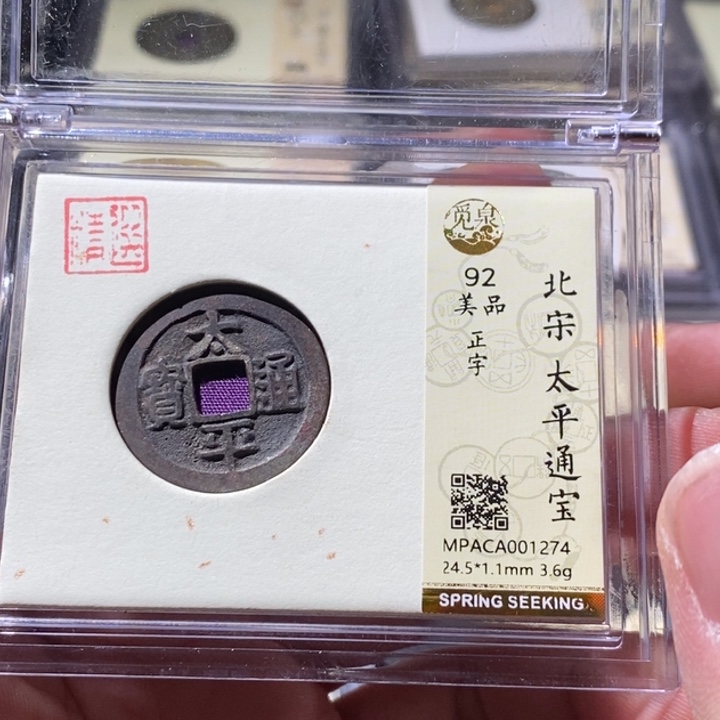 太
寶 通
平
觅泉
92
美品
正字
北宋 太平通宝
MPACA001274
24.5*1.1mm 3.6g
SPRING SEEKING